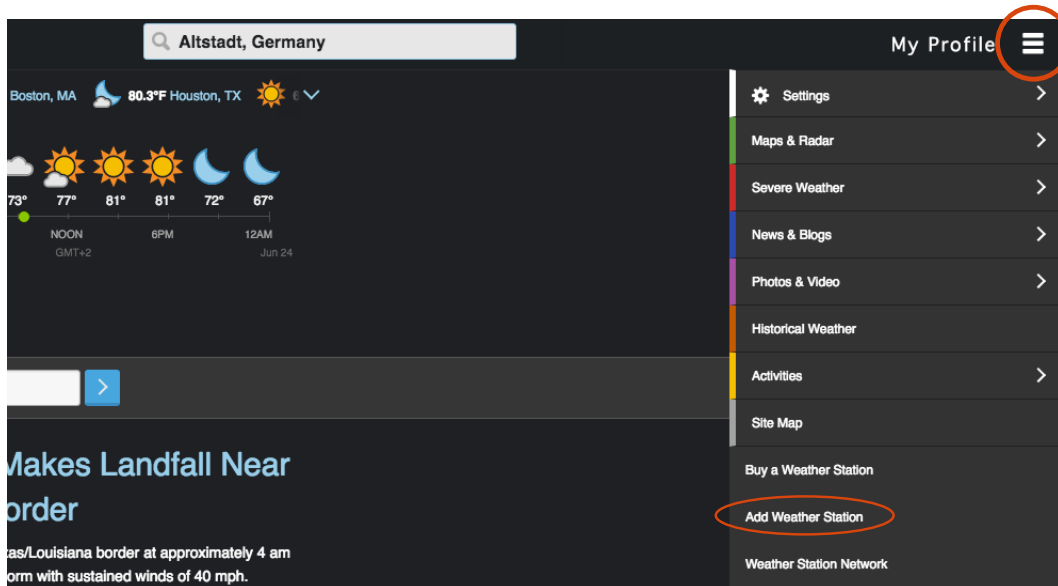 Altstadt, Germany
My Profile
Boston, MA 80.3°F Houston, TX
73° 77° 81° 81° 72° 67°
NOON 6PM 12AM
GMT+2 Jun 24
Makes Landfall Near
order
xas/Louisiana border at approximately 4 am
orm with sustained winds of 40 mph.
Settings
Maps & Radar
Severe Weather
News & Blogs
Photos & Video
Historical Weather
Activities
Site Map
Buy a Weather Station
Add Weather Station
Weather Station Network